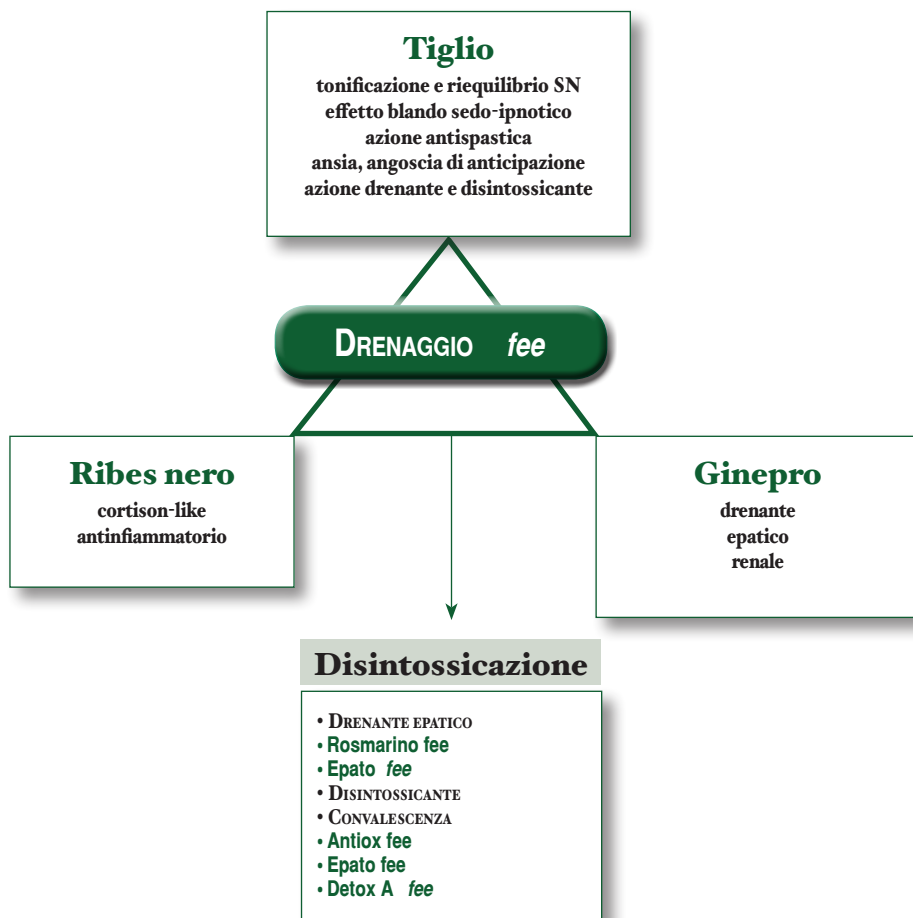 Tiglio
tonificazione e riequilibrio SN
effetto blando sedo-ipnotico
azione antispastica
ansia, angoscia di anticipazione
azione drenante e disintossicante
DRENAGGIO fee
Ribes nero
cortison-like
antinfiammatorio
Ginepro
drenante
epatico
renale
Disintossicazione
• DRENANTE EPATICO
• Rosmarino fee
• Epato fee
• DISINTOSSICANTE
• CONVALESCENZA
• Antiox fee
• Epato fee
• Detox A fee